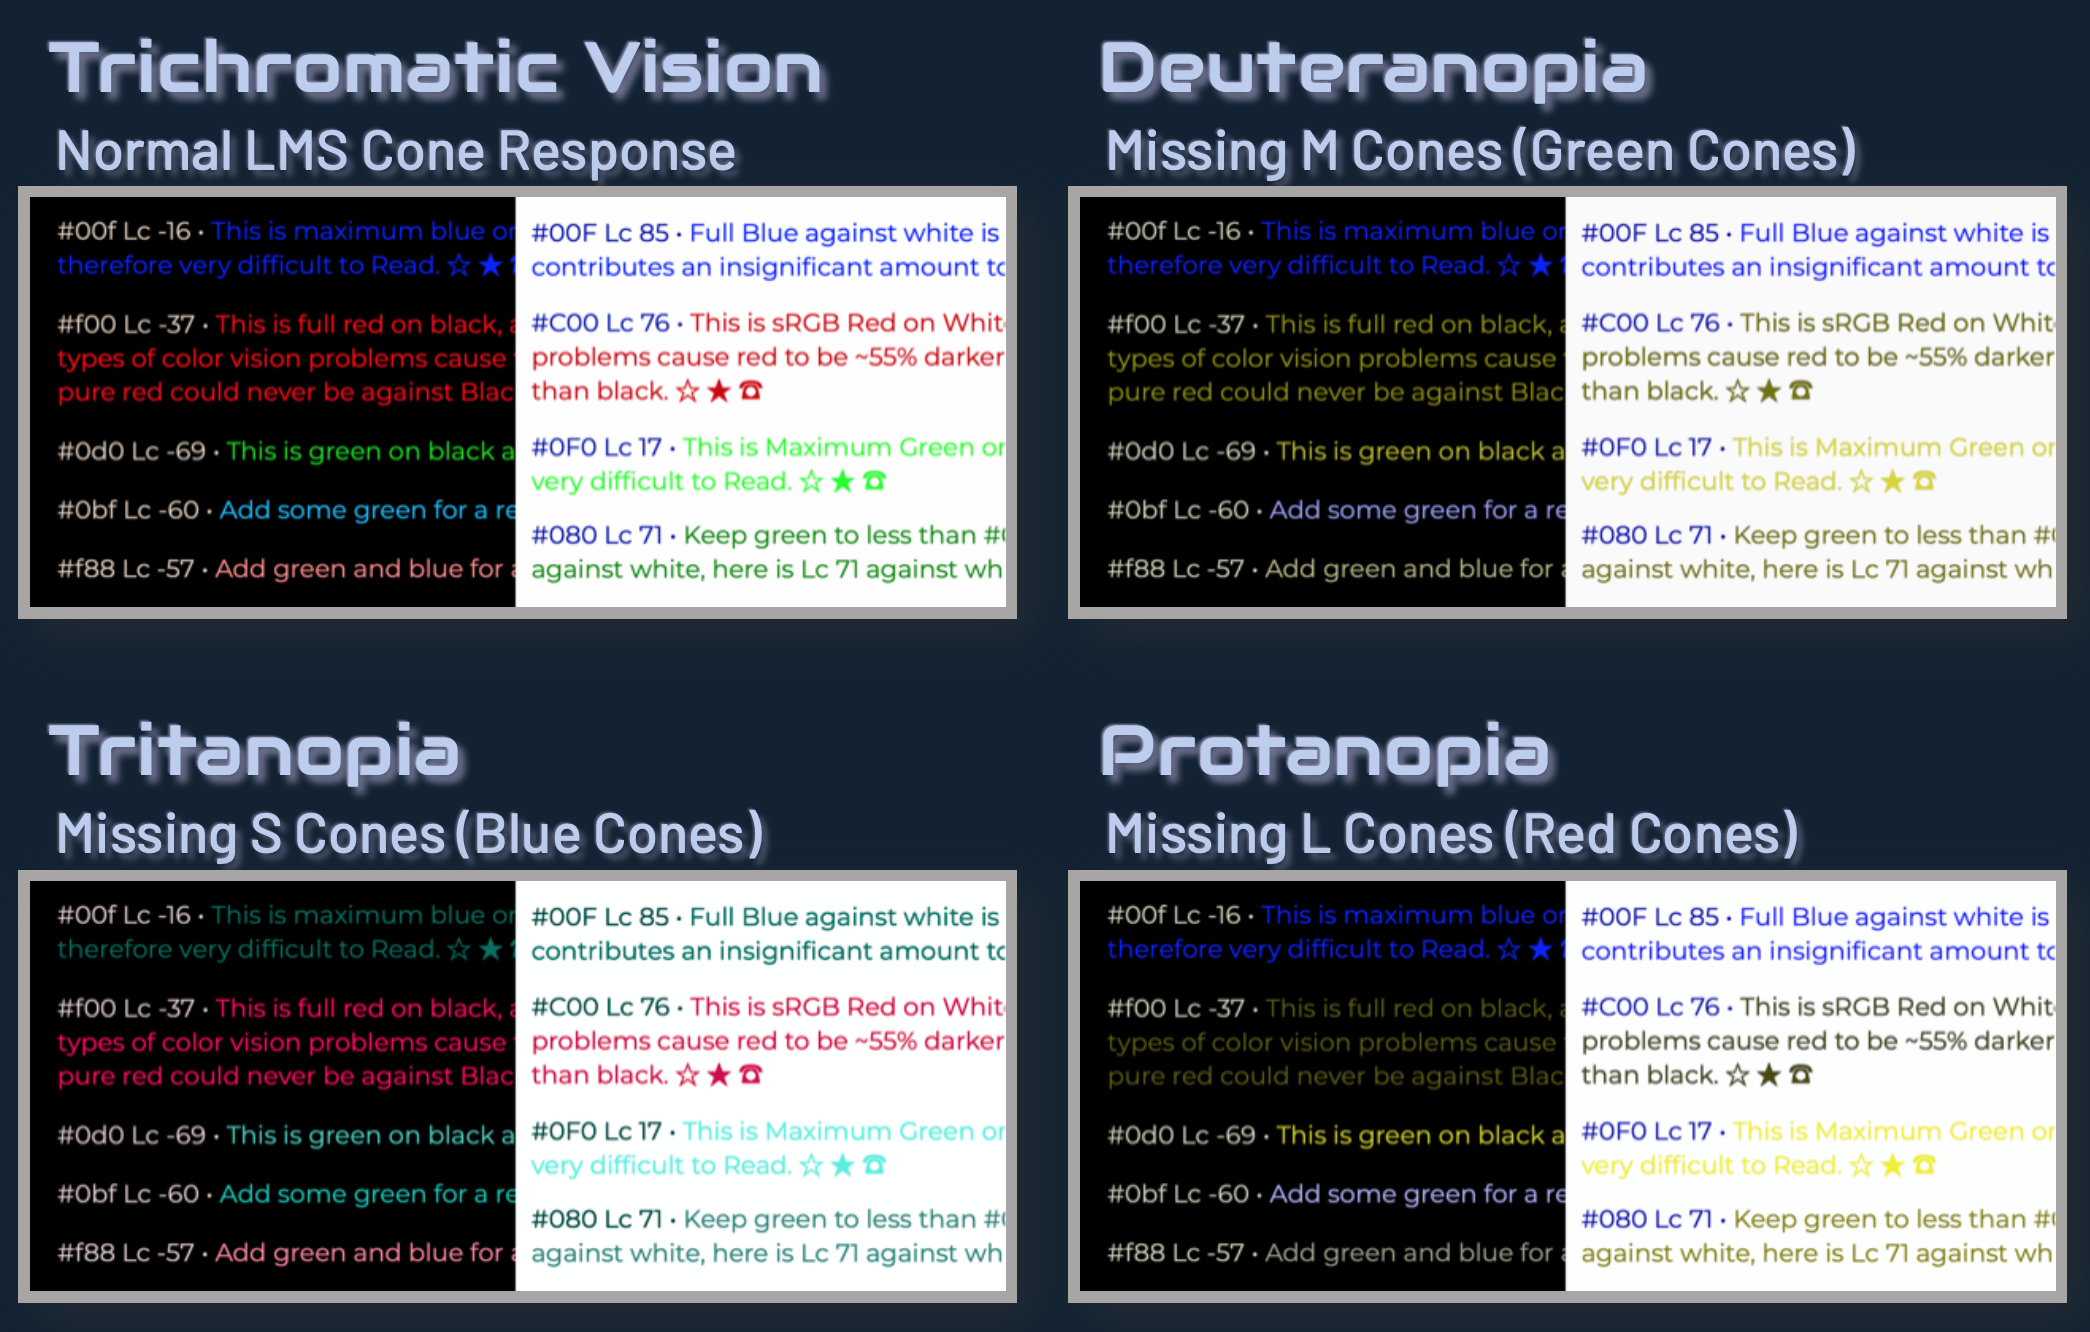 Trichromatic Vision
Normal LMS Cone Response
#00f Lc -16 • This is maximum blue or
therefore very difficult to Read. ☆ ★
#f00 Lc -37 • This is full red on black,
types of color vision problems cause
pure red could never be against Blac
#0d0 Lc -69 • This is green on black a
#0bf Lc -60 • Add some green for a re
#f88 Lc -57 • Add green and blue for
#00F Lc 85 • Full Blue against white is
contributes an insignificant amount to
#C00 Lc 76 • This is sRGB Red on Whit
problems cause red to be ~55% darker
than black. ☆ ★ ☎
#0F0 Lc 17 • This is Maximum Green or
very difficult to Read. ☆ ★ ☎
#080 Lc 71 • Keep green to less than #
against white, here is Lc 71 against wh
Deuteranopia
Missing M Cones (Green Cones)
#00f Lc -16 • This is maximum blue or
therefore very difficult to Read. ☆ ★
#f00 Lc -37 • This is full red on black,
types of color vision problems cause
pure red could never be against Blac
#0d0 Lc -69 • This is green on black a
#0bf Lc -60 • Add some green for a re
#f88 Lc -57 • Add green and blue for
#00F Lc 85 • Full Blue against white is
contributes an insignificant amount to
#C00 Lc 76 • This is sRGB Red on Whit
problems cause red to be ~55% darker
than black. ☆ ★ ☎
#0F0 Lc 17 • This is Maximum Green or
very difficult to Read. ☆ ★ ☎
#080 Lc 71 • Keep green to less than #
against white, here is Lc 71 against wh
Tritanopia
Missing S Cones (Blue Cones)
#00f Lc -16 • This is maximum blue or
therefore very difficult to Read. ☆ ★
#f00 Lc -37 • This is full red on black,
types of color vision problems cause
pure red could never be against Blac
#0d0 Lc -69 • This is green on black a
#0bf Lc -60 • Add some green for a re
#f88 Lc -57 • Add green and blue for
#00F Lc 85 • Full Blue against white is
contributes an insignificant amount to
#C00 Lc 76 • This is sRGB Red on Whit
problems cause red to be ~55% darker
than black. ☆ ★ ☎
#0F0 Lc 17 • This is Maximum Green or
very difficult to Read. ☆ ★ ☎
#080 Lc 71 • Keep green to less than #
against white, here is Lc 71 against wh
Protanopia
Missing L Cones (Red Cones)
#00f Lc -16 • This is maximum blue or
therefore very difficult to Read. ☆ ★
#f00 Lc -37 • This is full red on black,
types of color vision problems cause
pure red could never be against Blac
#0d0 Lc -69 • This is green on black a
#0bf Lc -60 • Add some green for a re
#f88 Lc -57 • Add green and blue for
#00F Lc 85 • Full Blue against white is
contributes an insignificant amount to
#C00 Lc 76 • This is sRGB Red on Whit
problems cause red to be ~55% darker
than black. ☆ ★ ☎
#0F0 Lc 17 • This is Maximum Green or
very difficult to Read. ☆ ★ ☎
#080 Lc 71 • Keep green to less than #
against white, here is Lc 71 against wh